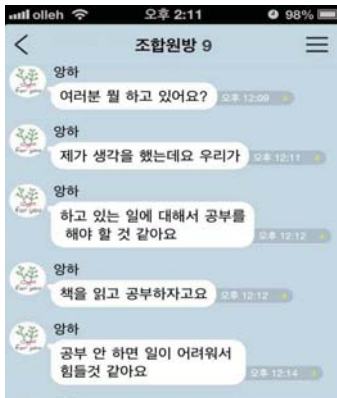 olleh 오후 2:11 98%
조합원방 9
앙하
여러분 뭘 하고 있어요? 오후 12:09
앙하
제가 생각을 했는데요 우리가 오후 12:11
앙하
하고 있는 일에 대해서 공부를
해야 할 것 같아요 오후 12:12
앙하
책을 읽고 공부하자고요 오후 12:12
앙하
공부 안 하면 일이 어려워서
힘들것 같아요 오후 12:14